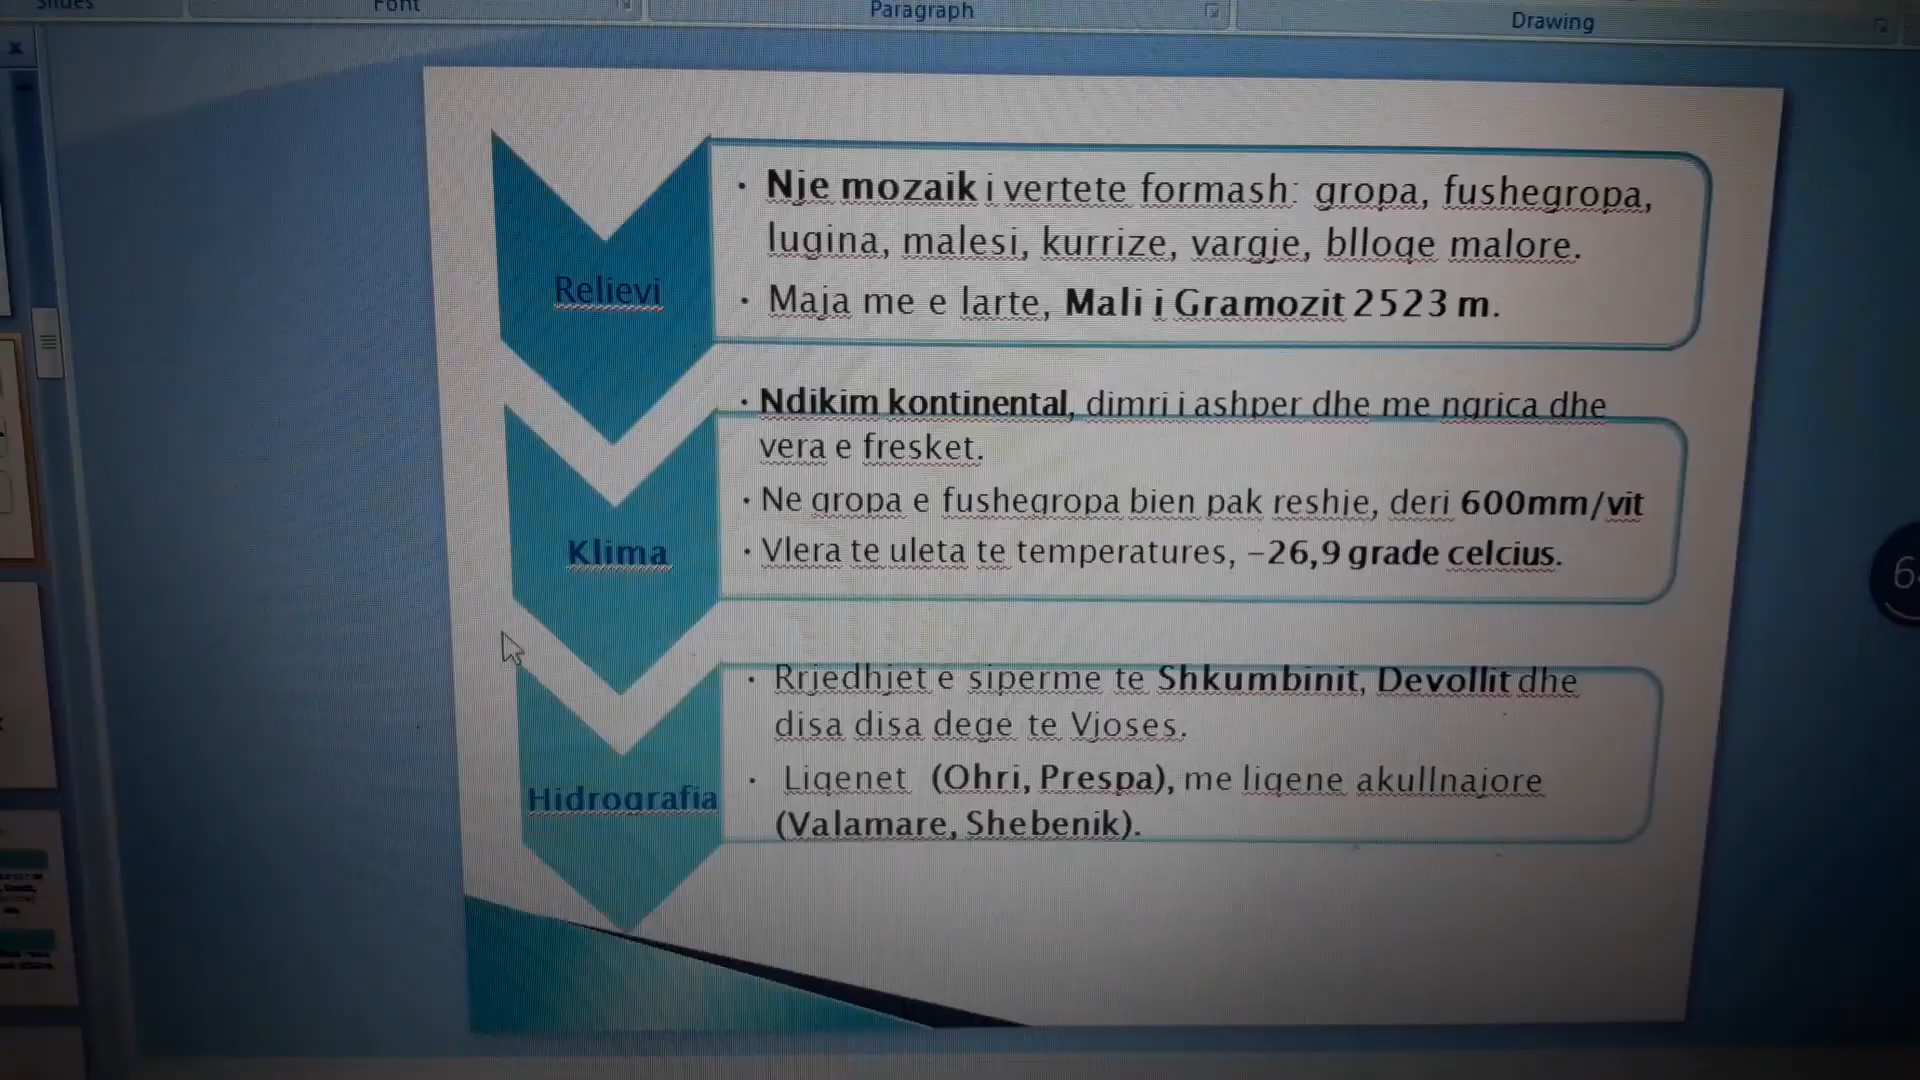 Slides
Font
Paragraph
Drawing
Relievi
• Nje mozaik i vertete formash: gropa, fushegropa,
lugina, malesi, kurrize, vargje, blloqe malore.
• Maja me e larte, Mali i Gramozit 2523 m.
Klima
• Ndikim kontinental, dimri i ashper dhe me ngrica dhe
vera e fresket.
• Ne gropa e fushegropa bien pak reshje, deri 600mm/vit
• Vlera te uleta te temperatures, -26,9 grade celcius.
Hidrografia
• Rrjedhjet e siperme te Shkumbinit, Devollit dhe
disa disa dege te Vjoses.
• Liqenet (Ohri, Prespa), me liqene akullnajore
(Valamare, Shebenik).